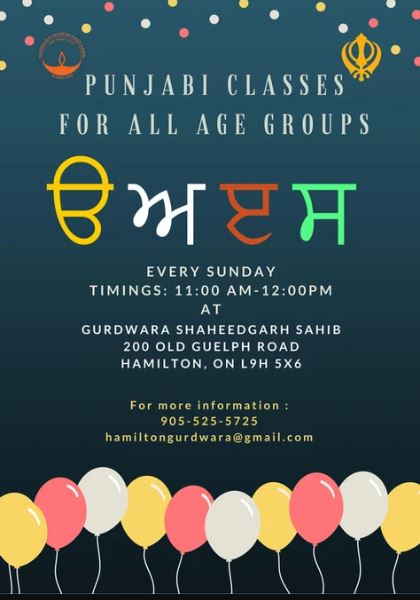 PUNJABI CLASSES
FOR ALL AGE GROUPS
ੳ ਅ ੲ ਸ
EVERY SUNDAY
TIMINGS: 11:00 AM-12:00PM
AT
GURDWARA SHAHEEDGARH SAHIB
200 OLD GUELPH ROAD
HAMILTON, ON L9H 5X6
For more information :
905-525-5725
hamiltongurdwara@gmail.com